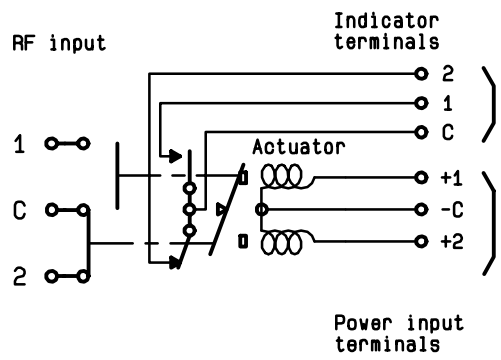 Indicator
terminals
RF input
2
1
C
1
Actuator
+1
C
-C
+2
2
Power input
terminals